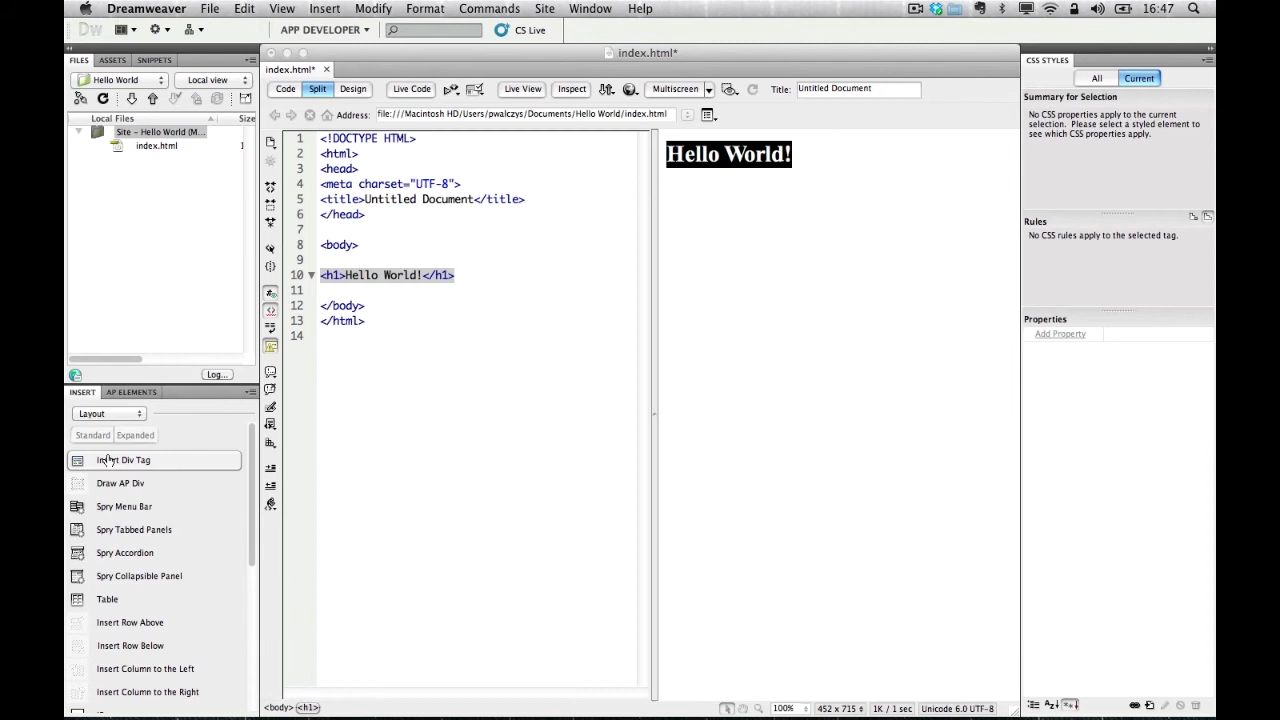 Dreamweaver File Edit View Insert Modify Format Commands Site Window Help 16:47
Dw APP DEVELOPER CS Live
FILES ASSETS SNIPPETS
Hello World Local view
Local Files Size
Site - Hello World (M...
index.html 1
Log...
INSERT AP ELEMENTS
Layout
Standard Expanded
Insert Div Tag
Draw AP Div
Spry Menu Bar
Spry Tabbed Panels
Spry Accordion
Spry Collapsible Panel
Table
Insert Row Above
Insert Row Below
Insert Column to the Left
Insert Column to the Right
index.html*
index.html*
Code Split Design Live Code Live View Inspect Multiscreen Title: Untitled Document
Address: file:///Macintosh HD/Users/pwalczys/Documents/Hello World/index.html
1 <!DOCTYPE HTML>
2 <html>
3 <head>
4 <meta charset="UTF-8">
5 <title>Untitled Document</title>
6 </head>
7
8 <body>
9
10 <h1>Hello World!</h1>
11
12 </body>
13 </html>
14
Hello World!
<body> <h1> 100% 452 x 715 1K / 1 sec Unicode 6.0 UTF-8
CSS STYLES
All Current
Summary for Selection
No CSS properties apply to the current
selection. Please select a styled element to
see which CSS properties apply.
Rules
No CSS rules apply to the selected tag.
Properties
Add Property